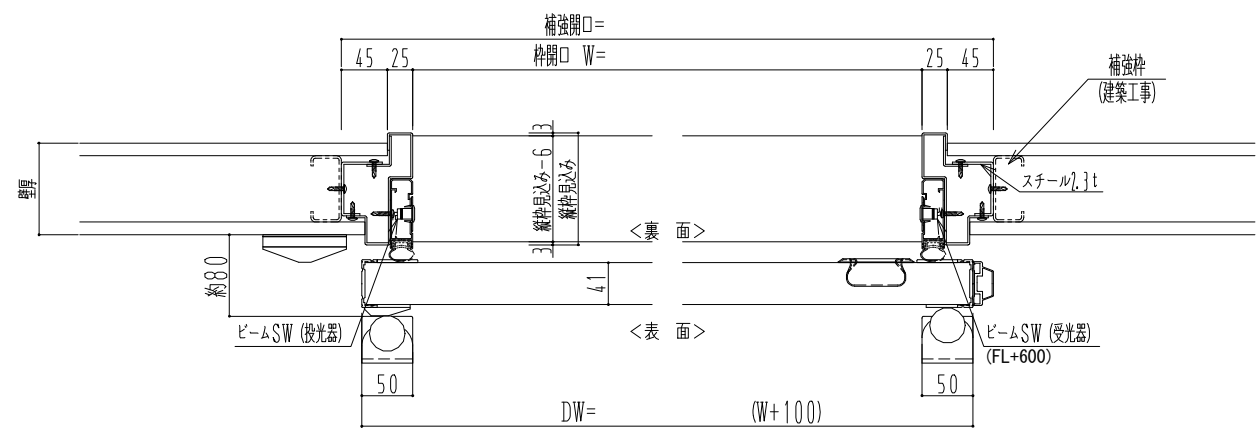 補強開口=
45 25 枠開口 W= 25 45
補強枠
(建築工事)
壁厚
3
縦枠見込み-6
縦枠見込み
3
スチール2.3t
<裏 面>
約80
41
ビームSW (投光器)
<表 面>
ビームSW (受光器)
(FL+600)
50
50
DW= (W+100)